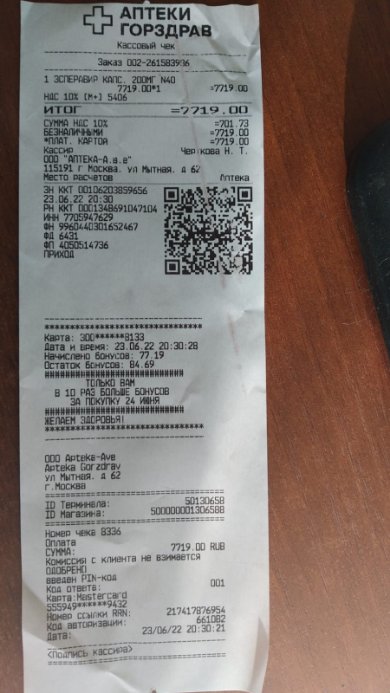 АПТЕКИ
ГОРЗДРАВ
Кассовый чек
Заказ 002-261583936
1 ЭСПЕРАВИР КАПС. 200МГ N40
7719.00*1 =7719.00
НДС 10% [М+] 5406
ИТОГ =7719.00
СУММА НДС 10% =701.73
БЕЗНАЛИЧНЫМИ =7719.00
*ПЛАТ. КАРТОЙ =7719.00
Кассир Черткова Н. Т.
ООО "АПТЕКА-А.в.е"
115191 г Москва. ул Мытная. д 62
Место расчетов Аптека
ЗН ККТ 00106203859656
23.06.22 20:30
РН ККТ 0001348691047104
ИНН 7705947629
ФН 9960440301652467
ФД 6431
ФП 4050514736
ПРИХОД
*******************************
Карта: 300******8133
Дата и время: 23.06.22 20:30:28
Начислено бонусов: 77.19
Остаток бонусов: 84.69
###############################
ТОЛЬКО ВАМ
В 10 РАЗ БОЛЬШЕ БОНУСОВ
ЗА ПОКУПКУ 24 ИЮНЯ
###############################
ЖЕЛАЕМ ЗДОРОВЬЯ!
*******************************
ООО Apteka-Ave
Apteka Gorzdrav
ул Мытная. д 62
г.Москва
ID Терминела: 50130658
ID Магазина: 500000001306588
Номер чека 8336
Оплата
СУММА: 7719.00 RUB
Комиссия с клиента не взимается
ОДОБРЕНО
введен PIN-код
Код ответа: 001
Карта:Mastercard
555949******9432
Номер ссылки RRN: 217417876954
Код авторизации: 661082
Дата: 23/06/22 20:30:21
<Подпись кассира>